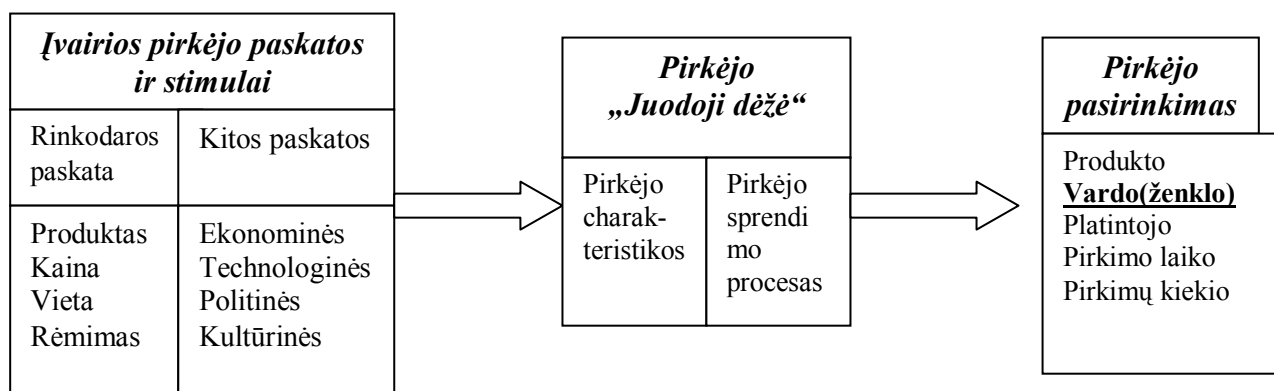 Įvairios pirkėjo paskatos
ir stimulai
Rinkodaros
paskata
Kitos paskatos
Produktas
Kaina
Vieta
Rėmimas
Ekonominės
Technologinės
Politinės
Kultūrinės
Pirkėjo
„Juodoji dėžė“
Pirkėjo
charak-
teristikos
Pirkėjo
sprendi
mo
procesas
Pirkėjo
pasirinkimas
Produkto
Vardo(ženklo)
Platintojo
Pirkimo laiko
Pirkimų kiekio